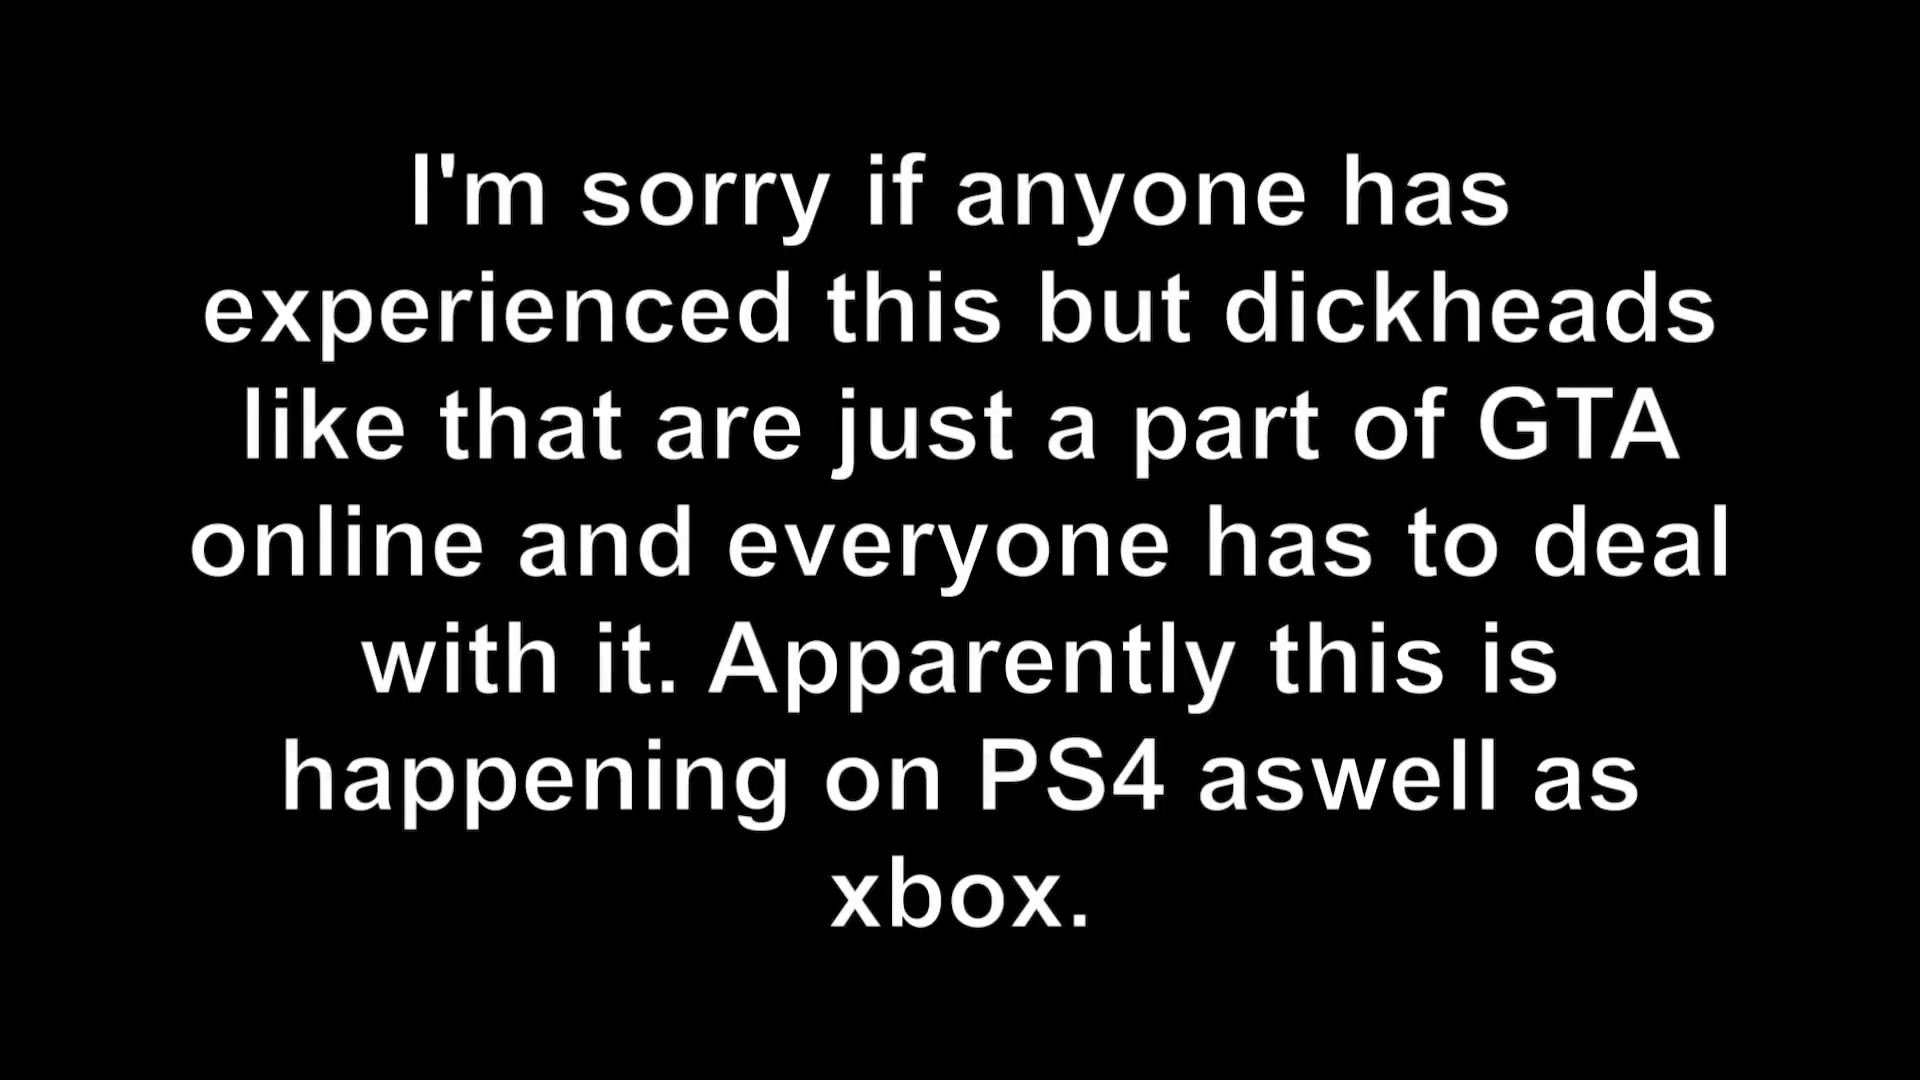 I'm sorry if anyone has
experienced this but dickheads
like that are just a part of GTA
online and everyone has to deal
with it. Apparently this is
happening on PS4 aswell as
xbox.